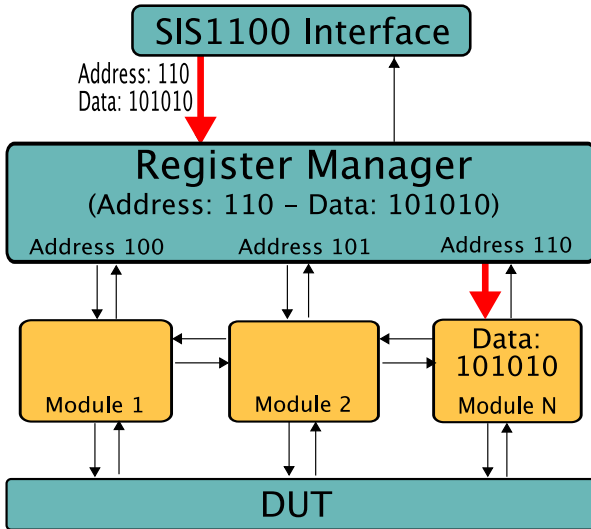 SIS1100 Interface
Address: 110
Data: 101010
Register Manager
(Address: 110 – Data: 101010)
Address 100
Address 101
Address 110
Module 1
Module 2
Data:
101010
Module N
DUT